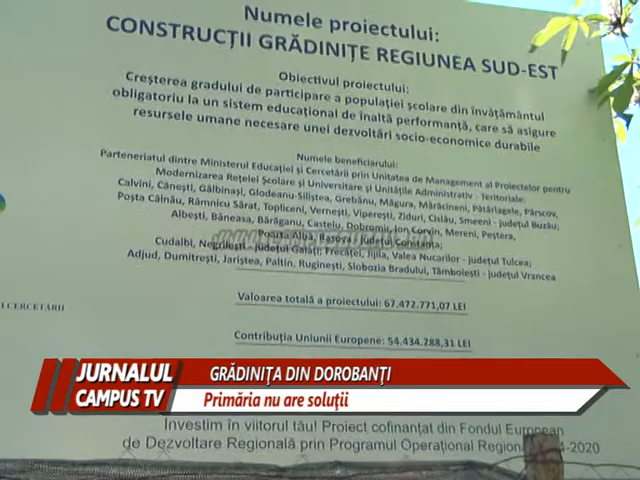 Numele proiectului:
CONSTRUCȚII GRĂDINIȚE REGIUNEA SUD-EST
Obiectivul proiectului:
Creșterea gradului de participare a populației școlare din învățământul
obligatoriu la un sistem educațional de înaltă performanță, care să asigure
resursele umane necesare unei dezvoltări socio-economice durabile
Numele beneficiarului:
Parteneriatul dintre Ministerul Educației și Cercetării prin Unitatea de Management al Proiectelor pentru
Modernizarea Rețelei Școlare și Universitare și Unitățile Administrativ - Teritoriale:
Calvini, Cănești, Gălbinași, Glodeanu-Siliștea, Grebănu, Măgura, Mărăcineni, Pătârlagele, Pârscov,
Poșta Câlnău, Râmnicu Sărat, Topliceni, Vernești, Viperești, Ziduri, Cislău, Smeeni - județul Buzău;
Albești, Băneasa, Bărăganu, Castelu, Dobromir, Ion Corvin, Mereni, Peștera,
Poarta Albă, Rasova - județul Constanța;
Cudalbi, Negrilești - județul Galați; Frecăței, Jijila, Valea Nucarilor - județul Tulcea;
Adjud, Dumitrești, Jariștea, Paltin, Ruginești, Slobozia Bradului, Tâmboiești - județul Vrancea
Valoarea totală a proiectului: 67.472.771,07 LEI
I CERCETĂRII
Contribuția Uniunii Europene: 54.434.288,31 LEI
JURNALUL
CAMPUS TV
GRĂDINIȚA DIN DOROBANȚI
Primăria nu are soluții
Investim în viitorul tău! Proiect cofinanțat din Fondul European
de Dezvoltare Regională prin Programul Operațional 4-2020